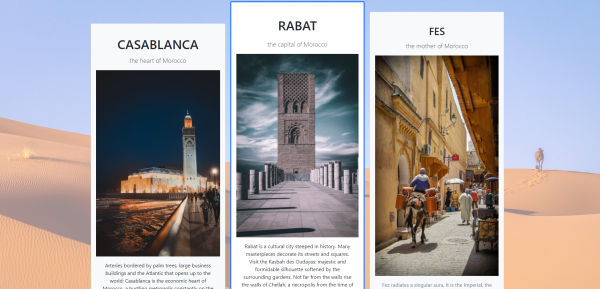 CASABLANCA
the heart of Morocco
Arteries bordered by palm trees, large business
buildings and the Atlantic that opens up to the
world: Casablanca is the economic heart of
Morocco, a bustling metropolis constantly on the
RABAT
the capital of Morocco
Rabat is a cultural city steeped in history. Many
masterpieces decorate its streets and squares.
Visit the Kasbah des Oudayas: majestic and
formidable silhouette softened by the
surrounding gardens. Not far from the walls rise
the walls of Chellah, a necropolis from the time of
FES
the mother of Morocco
Fes radiates a singular aura. It is the Imperial, the